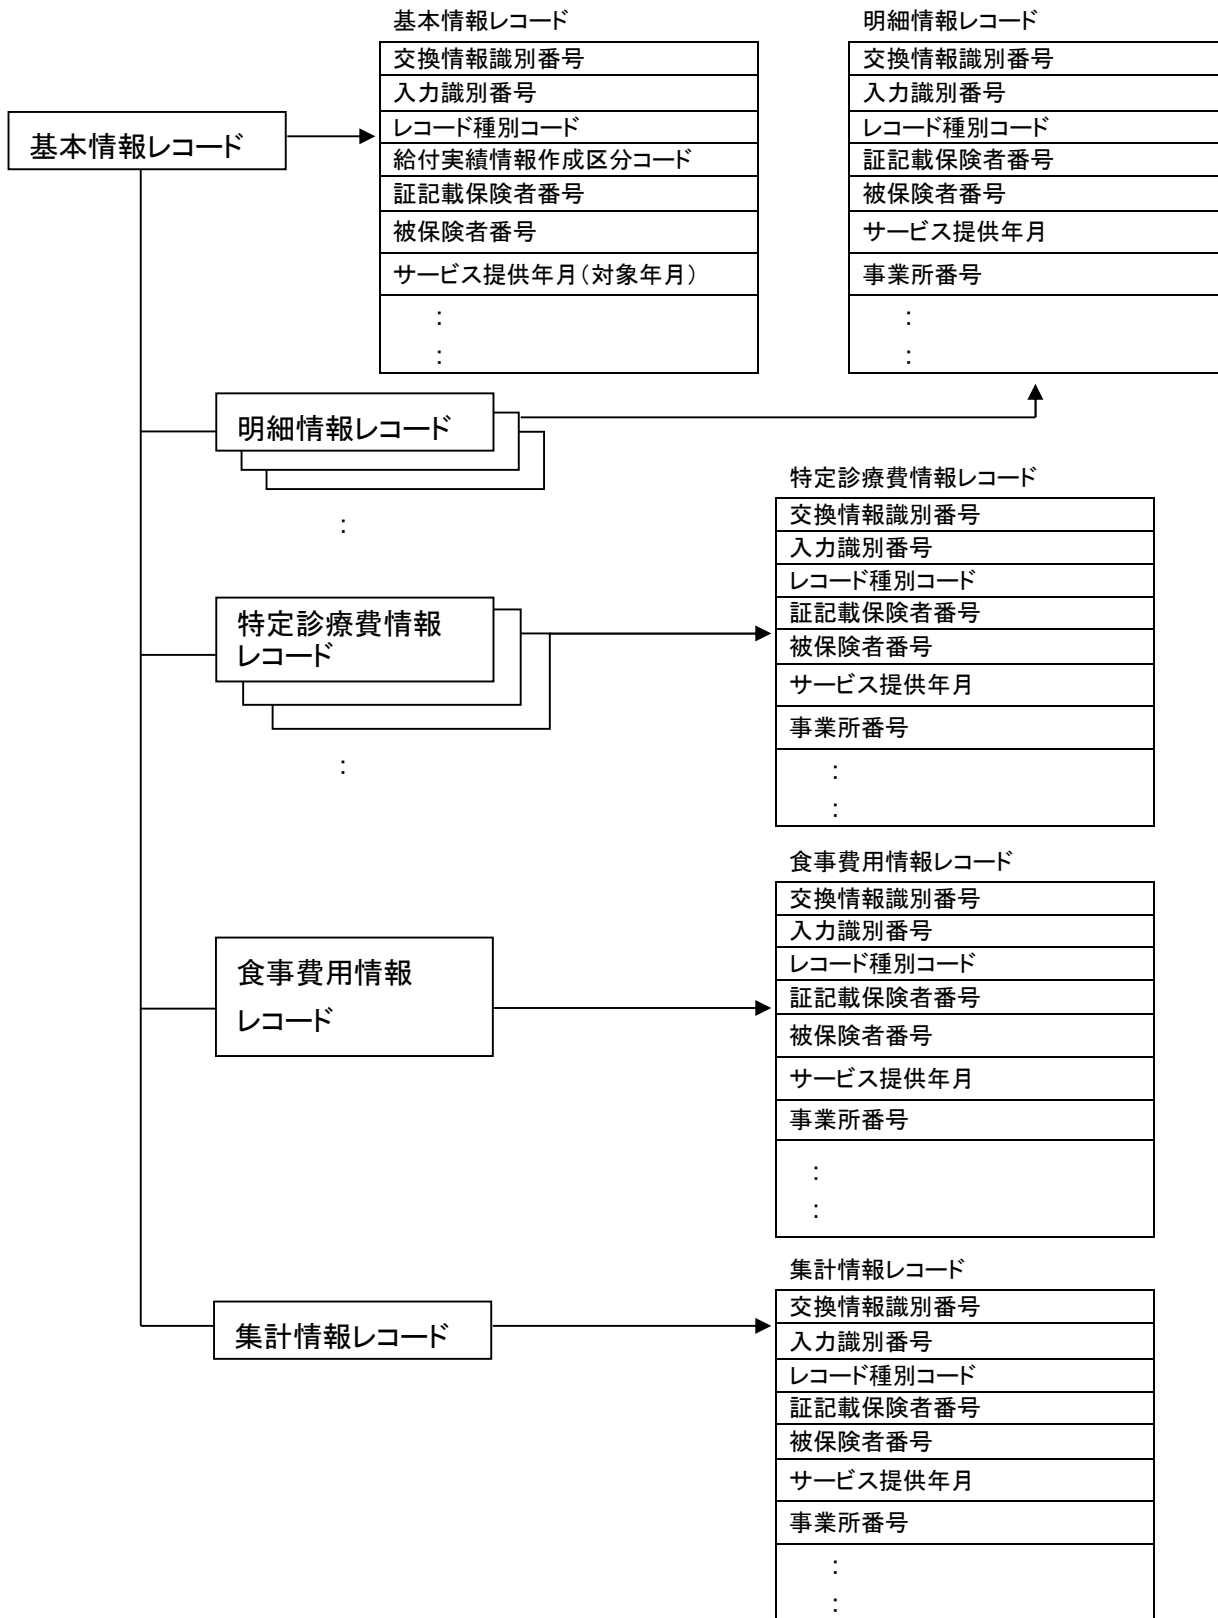 基本情報レコード
交換情報識別番号
入力識別番号
レコード種別コード
給付実績情報作成区分コード
証記載保険者番号
被保険者番号
サービス提供年月(対象年月)
:
:
明細情報レコード
交換情報識別番号
入力識別番号
レコード種別コード
証記載保険者番号
被保険者番号
サービス提供年月
事業所番号
:
:
基本情報レコード
明細情報レコード
:
特定診療費情報レコード
交換情報識別番号
入力識別番号
レコード種別コード
証記載保険者番号
被保険者番号
サービス提供年月
事業所番号
:
:
特定診療費情報
レコード
:
食事費用情報レコード
交換情報識別番号
入力識別番号
レコード種別コード
証記載保険者番号
被保険者番号
サービス提供年月
事業所番号
:
:
食事費用情報
レコード
集計情報レコード
交換情報識別番号
入力識別番号
レコード種別コード
証記載保険者番号
被保険者番号
サービス提供年月
事業所番号
:
:
集計情報レコード